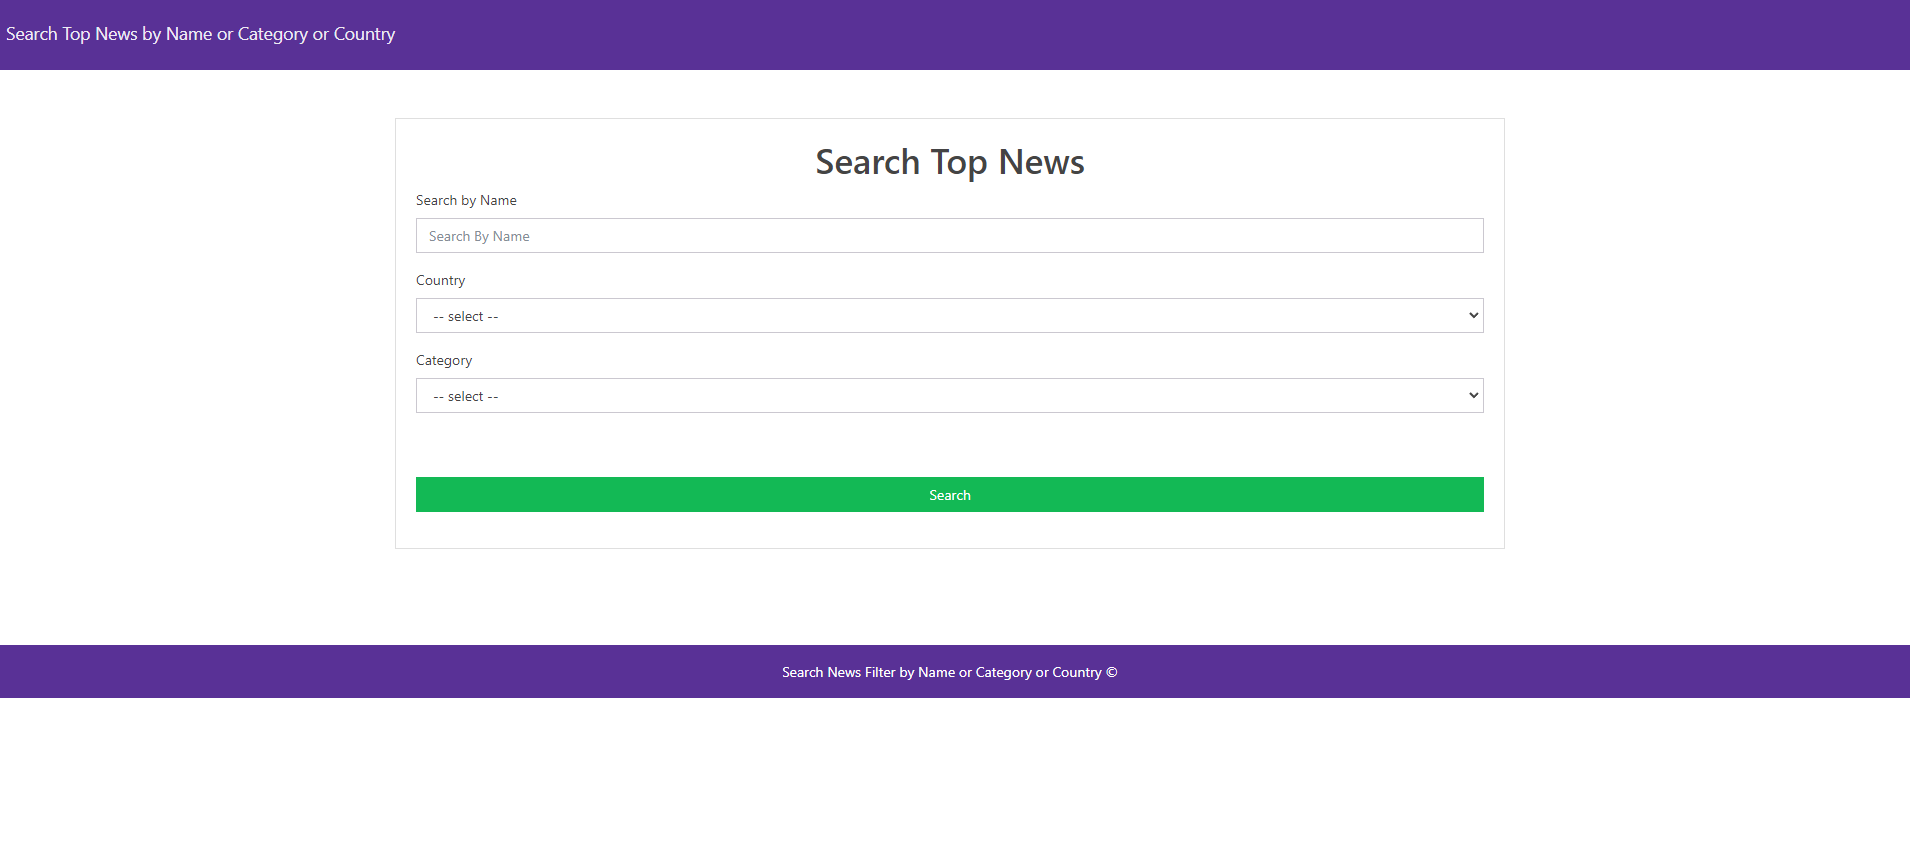 Search Top News by Name or Category or Country
Search Top News
Search by Name
Search By Name
Country
-- select --
Category
-- select --
Search
Search News Filter by Name or Category or Country ©